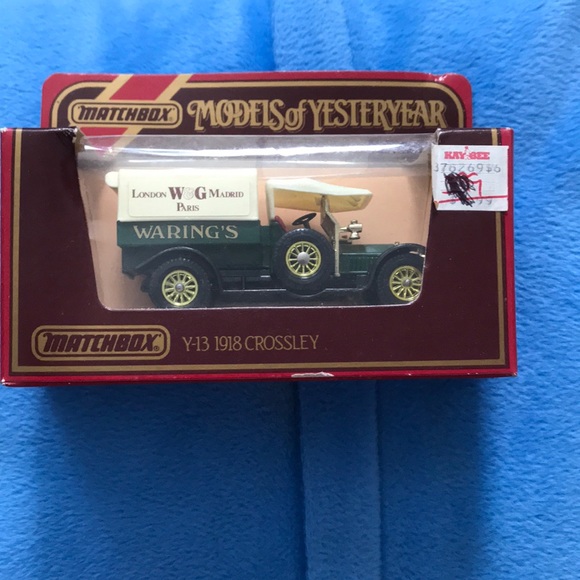 MATCHBOX
MODELS of YESTERYEAR
KAY·BEE
LONDON W G MADRID
PARIS
WARING'S
MATCHBOX®
Y-13 1918 CROSSLEY